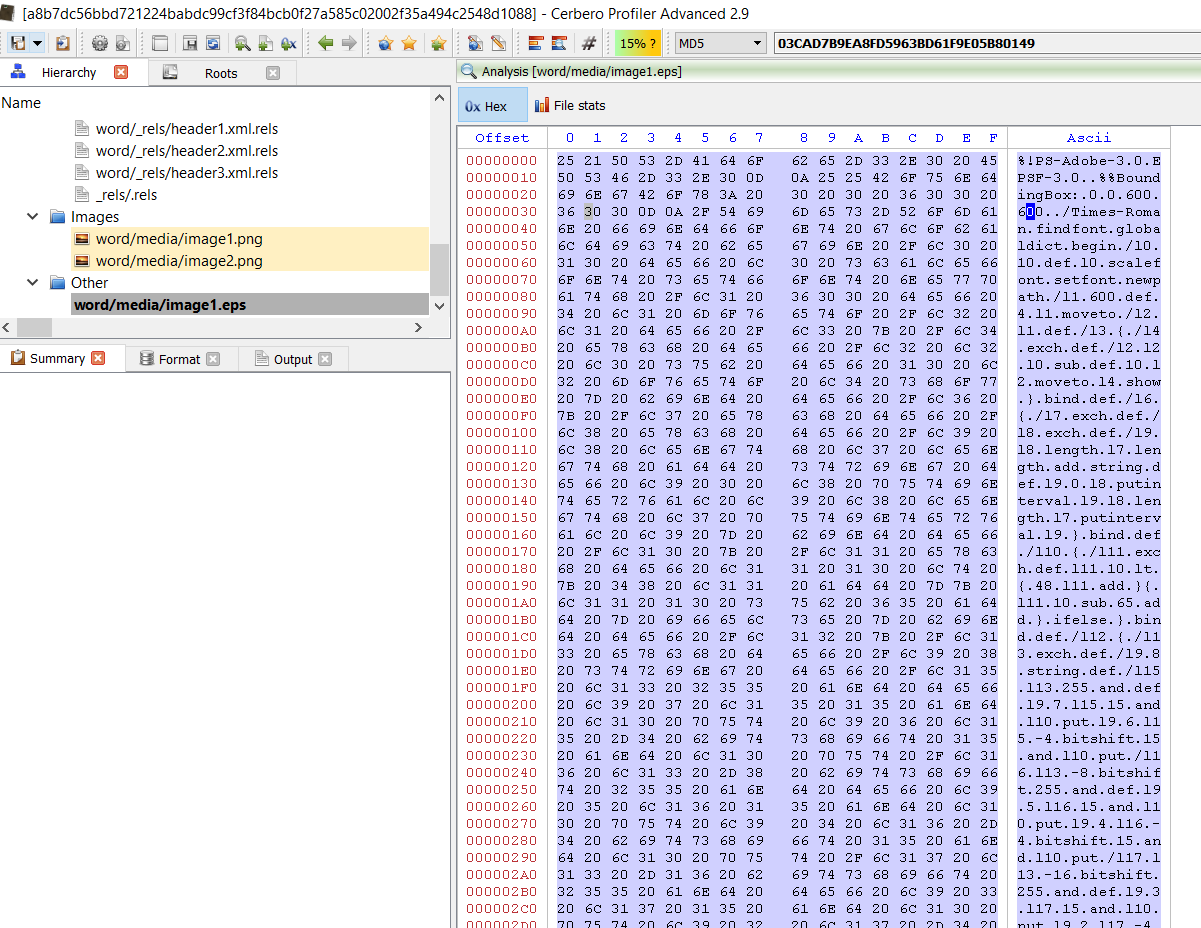 [a8b7dc56bbd721224babdc99cf3f84bcb0f27a585c02002f35a494c2548d1088] - Cerbero Profiler Advanced 2.9
15% ? MD5 03CAD7B9EA8FD5963BD61F9E05B80149
Hierarchy Roots
Name
word/_rels/header1.xml.rels
word/_rels/header2.xml.rels
word/_rels/header3.xml.rels
_rels/.rels
Images
word/media/image1.png
word/media/image2.png
Other
word/media/image1.eps
Summary Format Output
Analysis [word/media/image1.eps]
0x Hex File stats
Offset 0 1 2 3 4 5 6 7 8 9 A B C D E F Ascii
00000000 25 21 50 53 2D 41 64 6F 62 65 2D 33 2E 30 20 45 %!PS-Adobe-3.0.E
00000010 50 53 46 2D 33 2E 30 0D 0A 25 25 42 6F 75 6E 64 PSF-3.0..%%Bound
00000020 69 6E 67 42 6F 78 3A 20 30 20 30 20 36 30 30 20 ingBox:.0.0.600.
00000030 36 30 30 0D 0A 2F 54 69 6D 65 73 2D 52 6F 6D 61 600../Times-Roma
00000040 6E 20 66 69 6E 64 66 6F 6E 74 20 67 6C 6F 62 61 n.findfont.globa
00000050 6C 64 69 63 74 20 62 65 67 69 6E 20 2F 6C 30 20 ldict.begin./l0.
00000060 31 30 20 64 65 66 20 6C 30 20 73 63 61 6C 65 66 10.def.l0.scalef
00000070 6F 6E 74 20 73 65 74 66 6F 6E 74 20 6E 65 77 70 ont.setfont.newp
00000080 61 74 68 20 2F 6C 31 20 36 30 30 20 64 65 66 20 ath./l1.600.def.
00000090 34 20 6C 31 20 6D 6F 76 65 74 6F 20 2F 6C 32 20 4.l1.moveto./l2.
000000A0 6C 31 20 64 65 66 20 2F 6C 33 20 7B 20 2F 6C 34 l1.def./l3.{./l4
000000B0 20 65 78 63 68 20 64 65 66 20 2F 6C 32 20 6C 32 .exch.def./l2.l2
000000C0 20 6C 30 20 73 75 62 20 64 65 66 20 31 30 20 6C .l0.sub.def.10.l
000000D0 32 20 6D 6F 76 65 74 6F 20 6C 34 20 73 68 6F 77 2.moveto.l4.show
000000E0 20 7D 20 62 69 6E 64 20 64 65 66 20 2F 6C 36 20 .}.bind.def./l6.
000000F0 7B 20 2F 6C 37 20 65 78 63 68 20 64 65 66 20 2F {./l7.exch.def./
00000100 6C 38 20 65 78 63 68 20 64 65 66 20 2F 6C 39 20 l8.exch.def./l9.
00000110 6C 38 20 6C 65 6E 67 74 68 20 6C 37 20 6C 65 6E l8.length.l7.len
00000120 67 74 68 20 61 64 64 20 73 74 72 69 6E 67 20 64 gth.add.string.d
00000130 65 66 20 6C 39 20 30 20 6C 38 20 70 75 74 69 6E ef.l9.0.l8.putin
00000140 74 65 72 76 61 6C 20 6C 39 20 6C 38 20 6C 65 6E terval.l9.l8.len
00000150 67 74 68 20 6C 37 20 70 75 74 69 6E 74 65 72 76 gth.l7.putinterv
00000160 61 6C 20 6C 39 20 7D 20 62 69 6E 64 20 64 65 66 al.l9.}.bind.def
00000170 20 2F 6C 31 30 20 7B 20 2F 6C 31 31 20 65 78 63 ./l10.{./l11.exc
00000180 68 20 64 65 66 20 6C 31 31 20 31 30 20 6C 74 20 h.def.l11.10.lt.
00000190 7B 20 34 38 20 6C 31 31 20 61 64 64 20 7D 7B 20 {.48.l11.add.}{.
000001A0 6C 31 31 20 31 30 20 73 75 62 20 36 35 20 61 64 l11.10.sub.65.ad
000001B0 64 20 7D 20 69 66 65 6C 73 65 20 7D 20 62 69 6E d.}.ifelse.}.bin
000001C0 64 20 64 65 66 20 2F 6C 31 32 20 7B 20 2F 6C 31 d.def./l12.{./l1
000001D0 33 20 65 78 63 68 20 64 65 66 20 2F 6C 39 20 38 3.exch.def./l9.8
000001E0 20 73 74 72 69 6E 67 20 64 65 66 20 2F 6C 31 35 .string.def./l15
000001F0 20 6C 31 33 20 32 35 35 20 61 6E 64 20 64 65 66 .l13.255.and.def
00000200 20 6C 39 20 37 20 6C 31 35 20 31 35 20 61 6E 64 .l9.7.l15.15.and
00000210 20 6C 31 30 20 70 75 74 20 6C 39 20 36 20 6C 31 .l10.put.l9.6.l1
00000220 35 20 2D 34 20 62 69 74 73 68 69 66 74 20 31 35 5.-4.bitshift.15
00000230 20 61 6E 64 20 6C 31 30 20 70 75 74 20 2F 6C 31 .and.l10.put./l1
00000240 36 20 6C 31 33 20 2D 38 20 62 69 74 73 68 69 66 6.l13.-8.bitshif
00000250 74 20 32 35 35 20 61 6E 64 20 64 65 66 20 6C 39 t.255.and.def.l9
00000260 20 35 20 6C 31 36 20 31 35 20 61 6E 64 20 6C 31 .5.l16.15.and.l1
00000270 30 20 70 75 74 20 6C 39 20 34 20 6C 31 36 20 2D 0.put.l9.4.l16.-
00000280 34 20 62 69 74 73 68 69 66 74 20 31 35 20 61 6E 4.bitshift.15.an
00000290 64 20 6C 31 30 20 70 75 74 20 2F 6C 31 37 20 6C d.l10.put./l17.l
000002A0 31 33 20 2D 31 36 20 62 69 74 73 68 69 66 74 20 13.-16.bitshift.
000002B0 32 35 35 20 61 6E 64 20 64 65 66 20 6C 39 20 33 255.and.def.l9.3
000002C0 20 6C 31 37 20 31 35 20 61 6E 64 20 6C 31 30 20 .l17.15.and.l10.
000002D0 70 75 74 20 6C 39 20 32 20 6C 31 37 20 2D 34 20 put.l9.2.l17.-4.